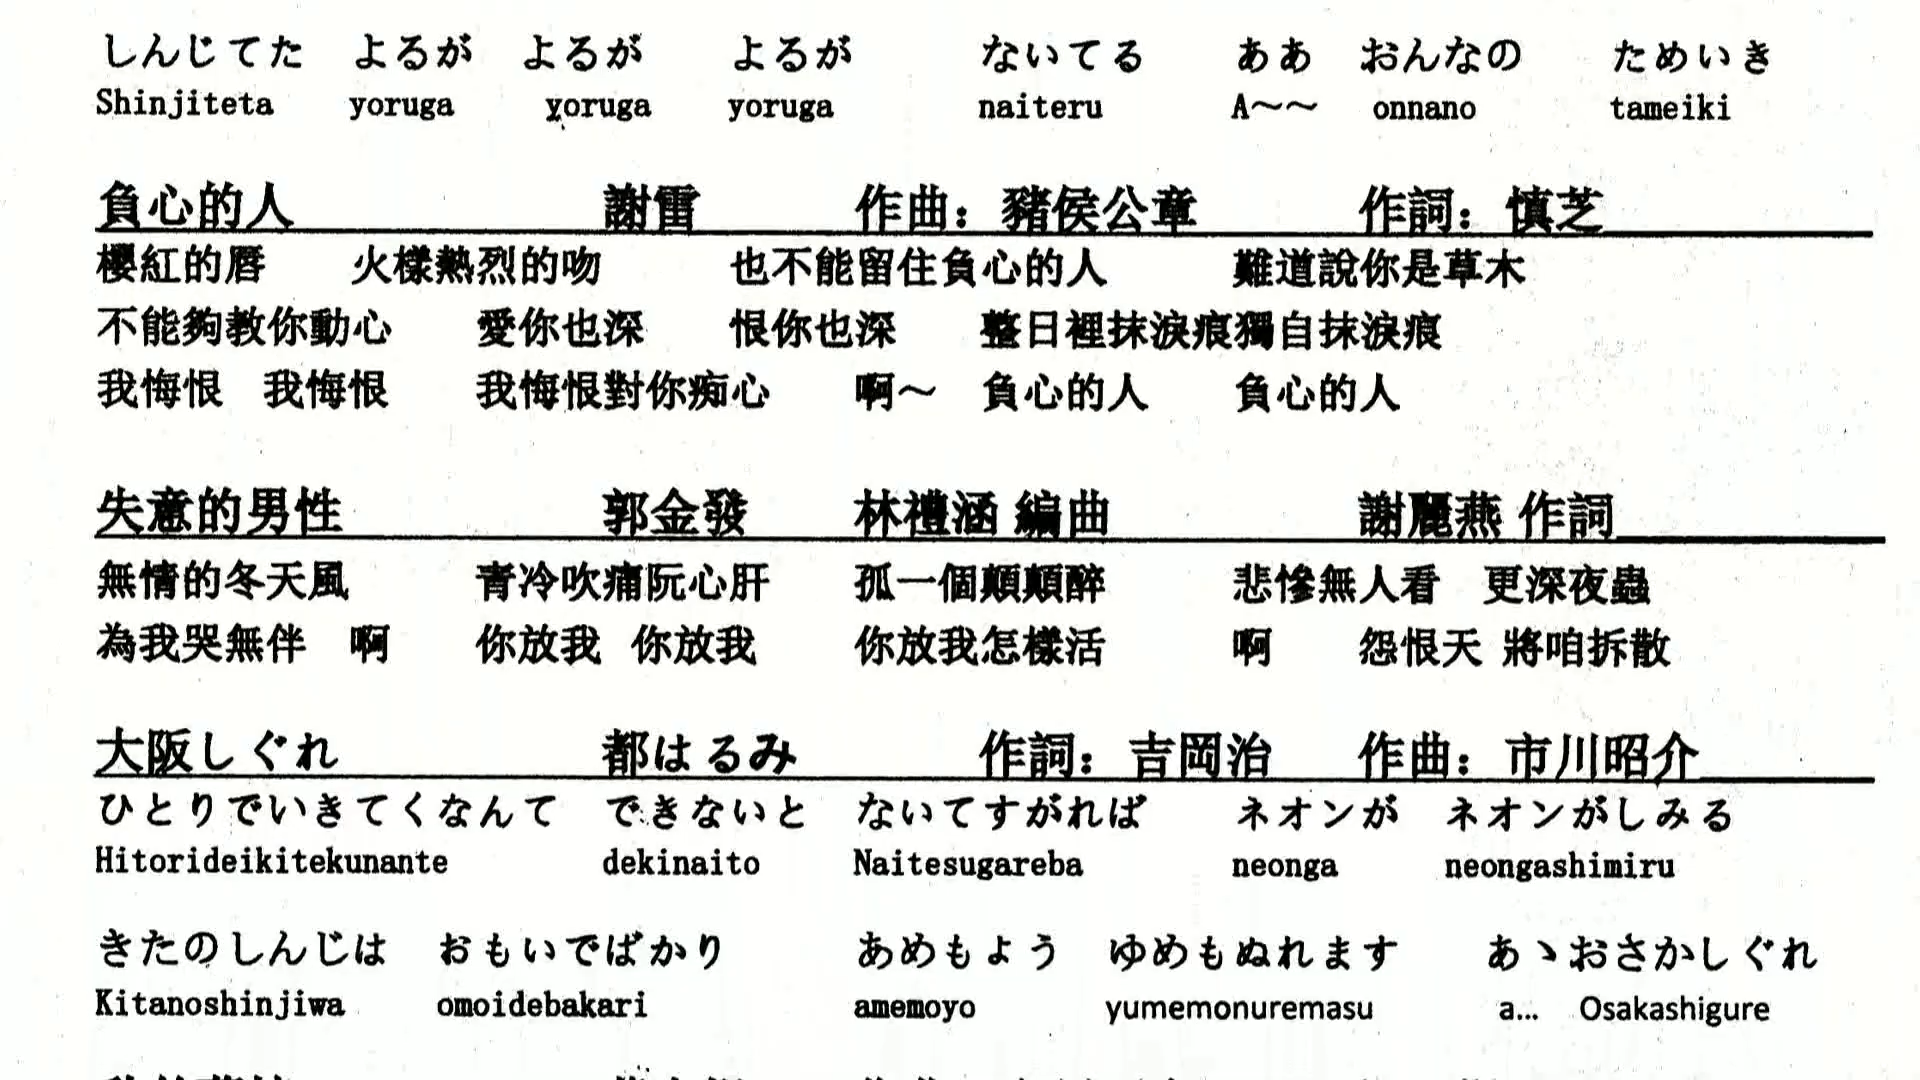 しんじてた よるが よるが よるが ないてる ああ おんなの ためいき
Shinjiteta yoruga yoruga yoruga naiteru A～～ onnano tameiki
負心的人 謝雷 作曲：豬侯公章 作詞：慎芝
櫻紅的唇 火樣熱烈的吻 也不能留住負心的人 難道說你是草木
不能夠教你動心 愛你也深 恨你也深 整日裡抹淚痕獨自抹淚痕
我悔恨 我悔恨 我悔恨對你痴心 啊～ 負心的人 負心的人
失意的男性 郭金發 林禮涵 編曲 謝麗燕 作詞
無情的冬天風 青冷吹痛阮心肝 孤一個顛顛醉 悲慘無人看 更深夜蟲
為我哭無伴 啊 你放我 你放我 你放我怎樣活 啊 怨恨天 將咱拆散
大阪しぐれ 都はるみ 作詞：吉岡治 作曲：市川昭介
ひとりでいきてくなんて できないと ないてすがれば ネオンが ネオンがしみる
Hitorideikitekunante dekinaito Naitesugareba neonga neongashimiru
きたのしんじは おもいでばかり あめもよう ゆめもぬれます あゝおさかしぐれ
Kitanoshinjiwa omoidebakari amemoyo yumemonuremasu a... Osakashigure